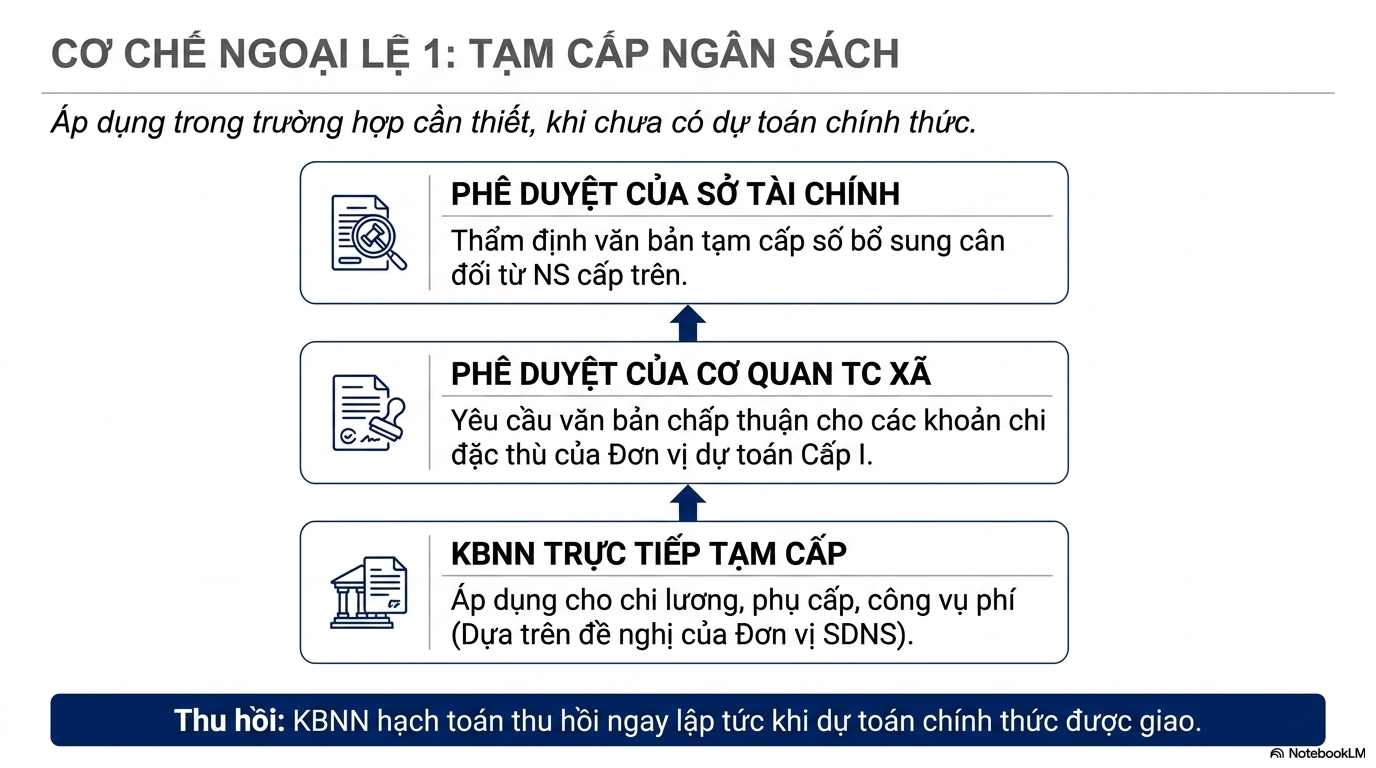 CƠ CHẾ NGOẠI LỆ 1: TẠM CẤP NGÂN SÁCH
Áp dụng trong trường hợp cần thiết, khi chưa có dự toán chính thức.
PHÊ DUYỆT CỦA SỞ TÀI CHÍNH
Thẩm định văn bản tạm cấp số bổ sung cân
đối từ NS cấp trên.
PHÊ DUYỆT CỦA CƠ QUAN TC XÃ
Yêu cầu văn bản chấp thuận cho các khoản chi
đặc thù của Đơn vị dự toán Cấp I.
KBNN TRỰC TIẾP TẠM CẤP
Áp dụng cho chi lương, phụ cấp, công vụ phí
(Dựa trên đề nghị của Đơn vị SDNS).
Thu hồi: KBNN hạch toán thu hồi ngay lập tức khi dự toán chính thức được giao.
NotebookLM